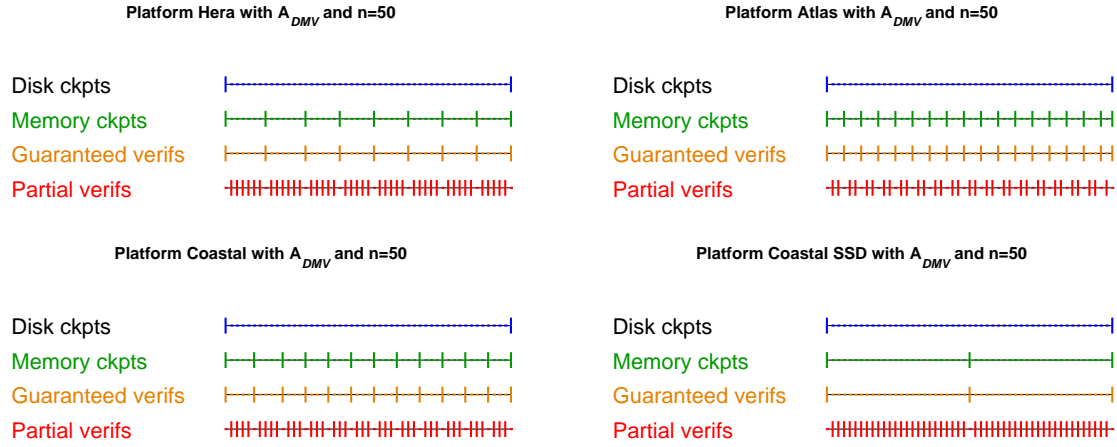 Platform Hera with A_DMV and n=50
Disk ckpts
Memory ckpts
Guaranteed verifs
Partial verifs
Platform Atlas with A_DMV and n=50
Disk ckpts
Memory ckpts
Guaranteed verifs
Partial verifs
Platform Coastal with A_DMV and n=50
Disk ckpts
Memory ckpts
Guaranteed verifs
Partial verifs
Platform Coastal SSD with A_DMV and n=50
Disk ckpts
Memory ckpts
Guaranteed verifs
Partial verifs